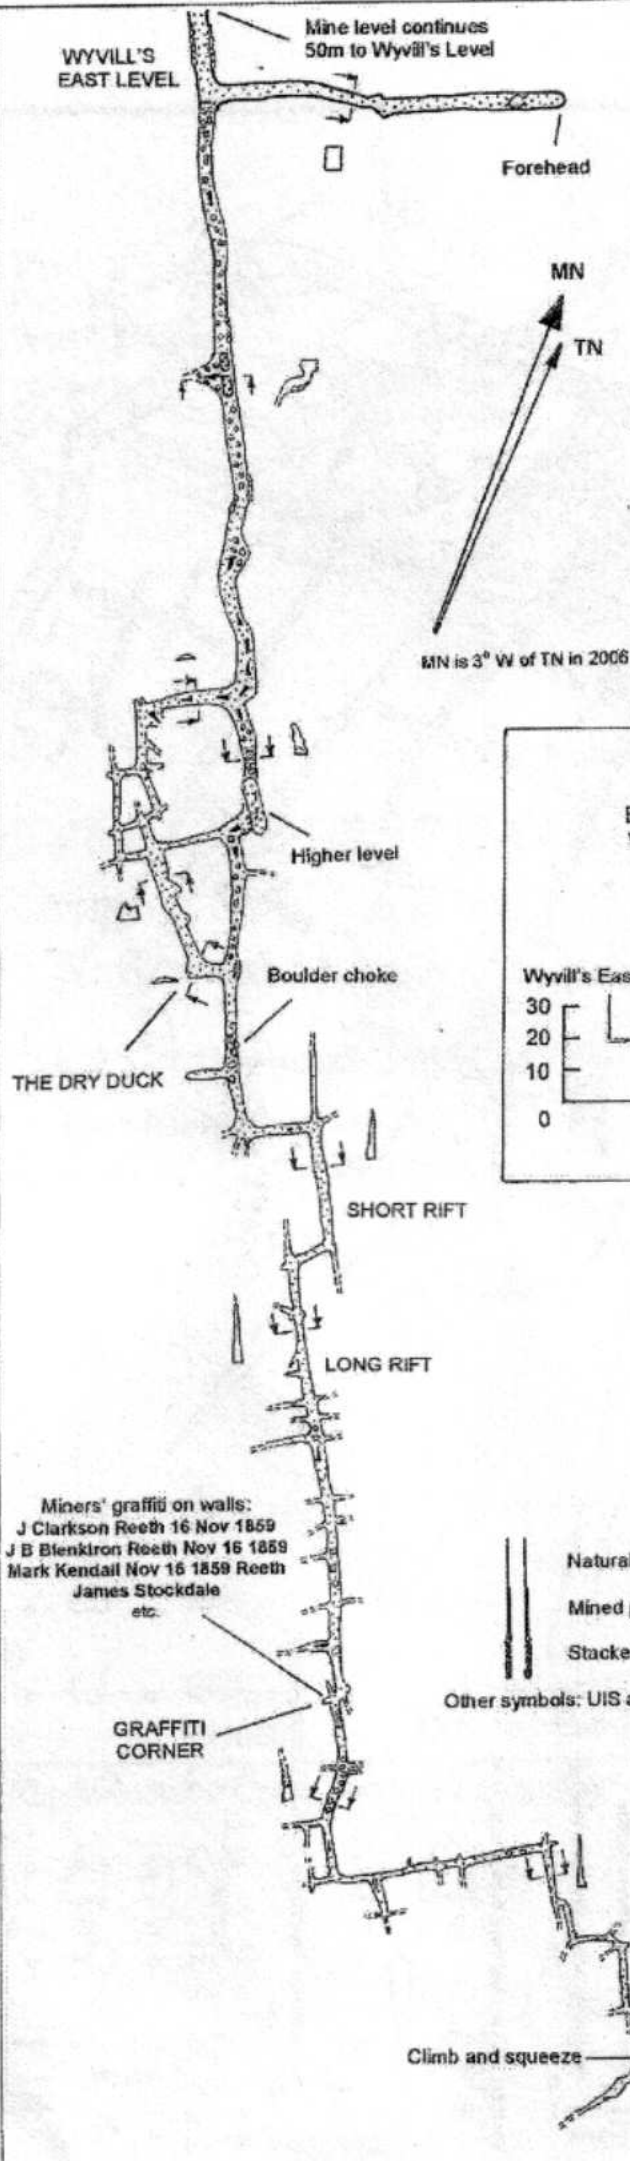 Mine level continues
50m to Wyvill's Level
WYVILL'S
EAST LEVEL
Forehead
MN
TN
MN is 3° W of TN in 2006
Higher level
Boulder choke
Wyvill's Eas
30
20
10
0
THE DRY DUCK
SHORT RIFT
LONG RIFT
Miners' graffiti on walls:
J Clarkson Reeth 16 Nov 1859
J B Blenkiron Reeth Nov 16 1859
Mark Kendall Nov 16 1859 Reeth
James Stockdale
etc.
Natural
Mined
Stacke
Other symbols: UIS a
GRAFFITI
CORNER
Climb and squeeze